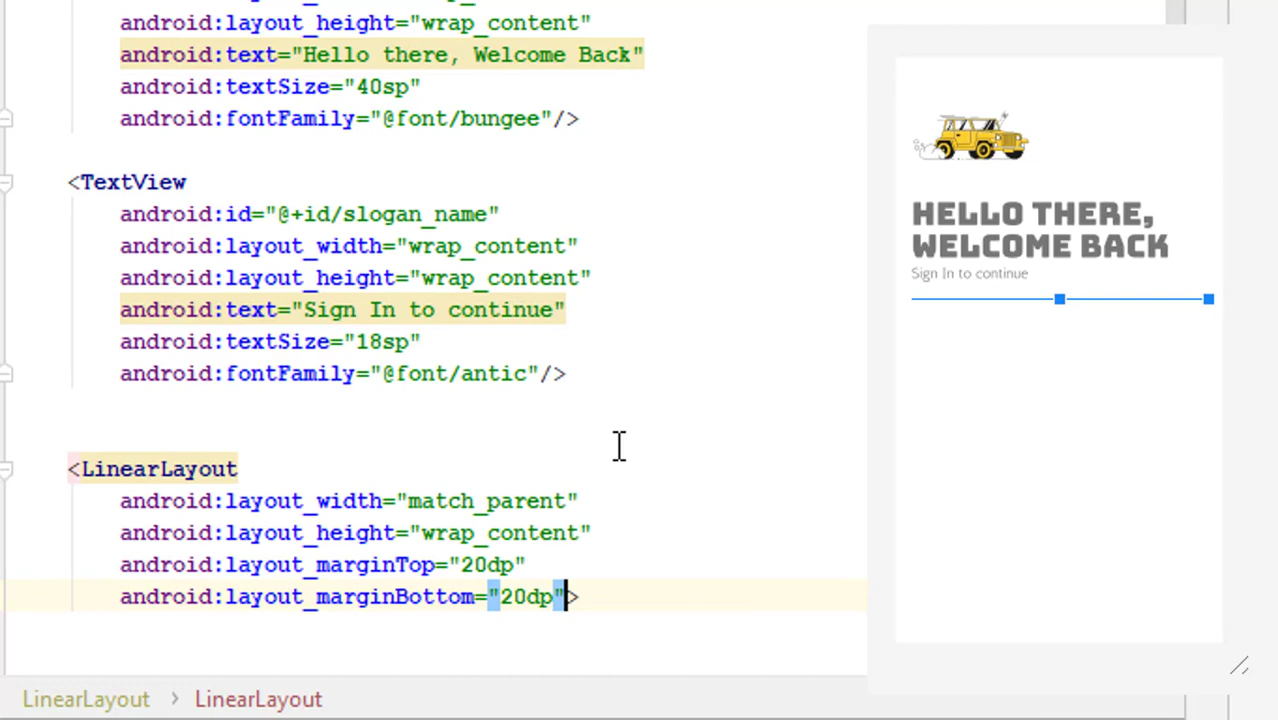 android:layout_height="wrap_content"
android:text="Hello there, Welcome Back"
android:textSize="40sp"
android:fontFamily="@font/bungee"/>
<TextView
android:id="@+id/slogan_name"
android:layout_width="wrap_content"
android:layout_height="wrap_content"
android:text="Sign In to continue"
android:textSize="18sp"
android:fontFamily="@font/antic"/>
<LinearLayout
android:layout_width="match_parent"
android:layout_height="wrap_content"
android:layout_marginTop="20dp"
android:layout_marginBottom="20dp">
LinearLayout > LinearLayout
HELLO THERE,
WELCOME BACK
Sign In to continue